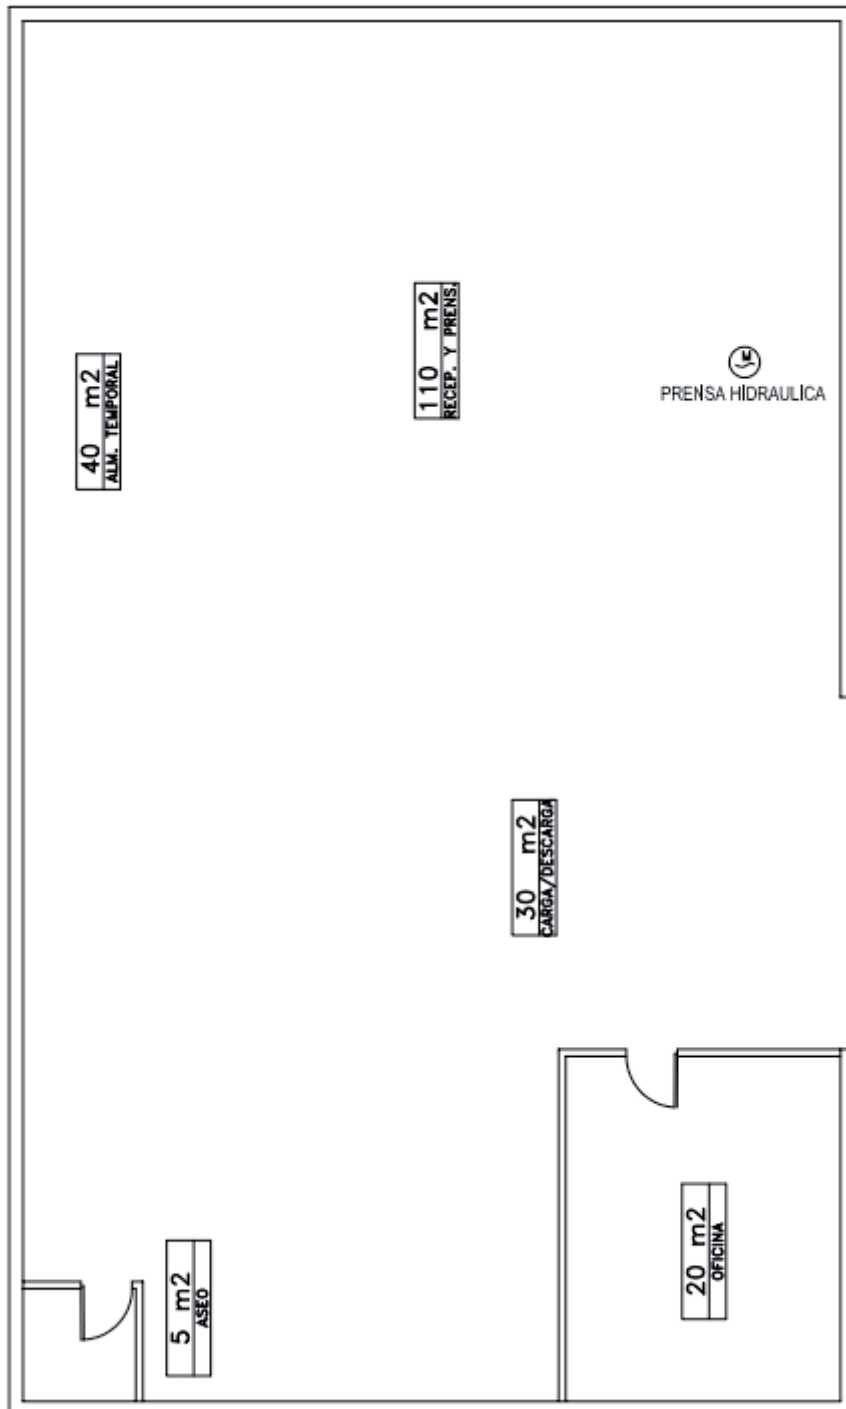 110 m2
RECEP. Y PRENS.
40 m2
ALM. TEMPORAL
PRENSA HIDRAULICA
30 m2
CARGA/DESCARGA
20 m2
OFICINA
5 m2
ASEO